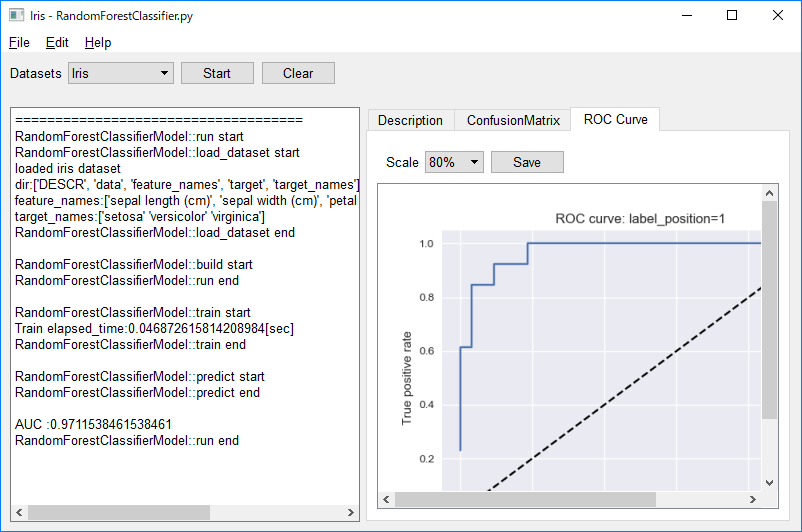 Iris - RandomForestClassifier.py
File Edit Help
Datasets Iris Start Clear
====================================
RandomForestClassifierModel::run start
RandomForestClassifierModel::load_dataset start
loaded iris dataset
dir:['DESCR', 'data', 'feature_names', 'target', 'target_names']
feature_names:['sepal length (cm)', 'sepal width (cm)', 'petal
target_names:['setosa' 'versicolor' 'virginica']
RandomForestClassifierModel::load_dataset end
RandomForestClassifierModel::build start
RandomForestClassifierModel::run end
RandomForestClassifierModel::train start
Train elapsed_time:0.046872615814208984[sec]
RandomForestClassifierModel::train end
RandomForestClassifierModel::predict start
RandomForestClassifierModel::predict end
AUC :0.9711538461538461
RandomForestClassifierModel::run end
Description ConfusionMatrix ROC Curve
Scale 80% Save
ROC curve: label_position=1
1.0
0.8
0.6
0.4
0.2
True positive rate